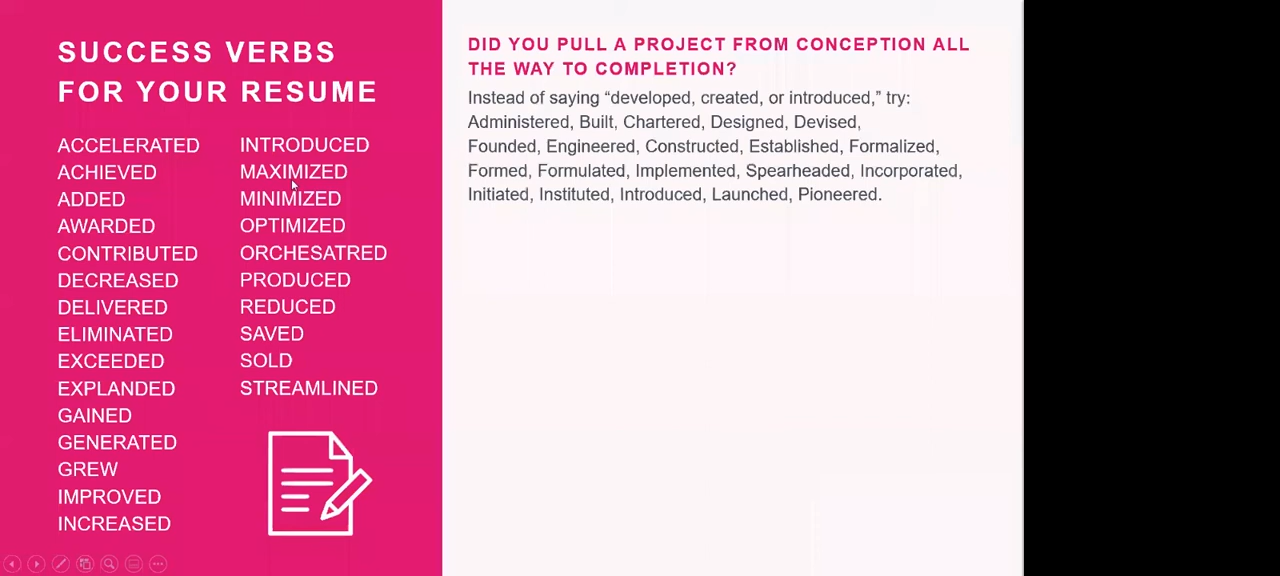 SUCCESS VERBS
FOR YOUR RESUME
ACCELERATED
ACHIEVED
ADDED
AWARDED
CONTRIBUTED
DECREASED
DELIVERED
ELIMINATED
EXCEEDED
EXPLANDED
GAINED
GENERATED
GREW
IMPROVED
INCREASED
INTRODUCED
MAXIMIZED
MINIMIZED
OPTIMIZED
ORCHESATRED
PRODUCED
REDUCED
SAVED
SOLD
STREAMLINED
DID YOU PULL A PROJECT FROM CONCEPTION ALL
THE WAY TO COMPLETION?
Instead of saying “developed, created, or introduced,” try:
Administered, Built, Chartered, Designed, Devised,
Founded, Engineered, Constructed, Established, Formalized,
Formed, Formulated, Implemented, Spearheaded, Incorporated,
Initiated, Instituted, Introduced, Launched, Pioneered.